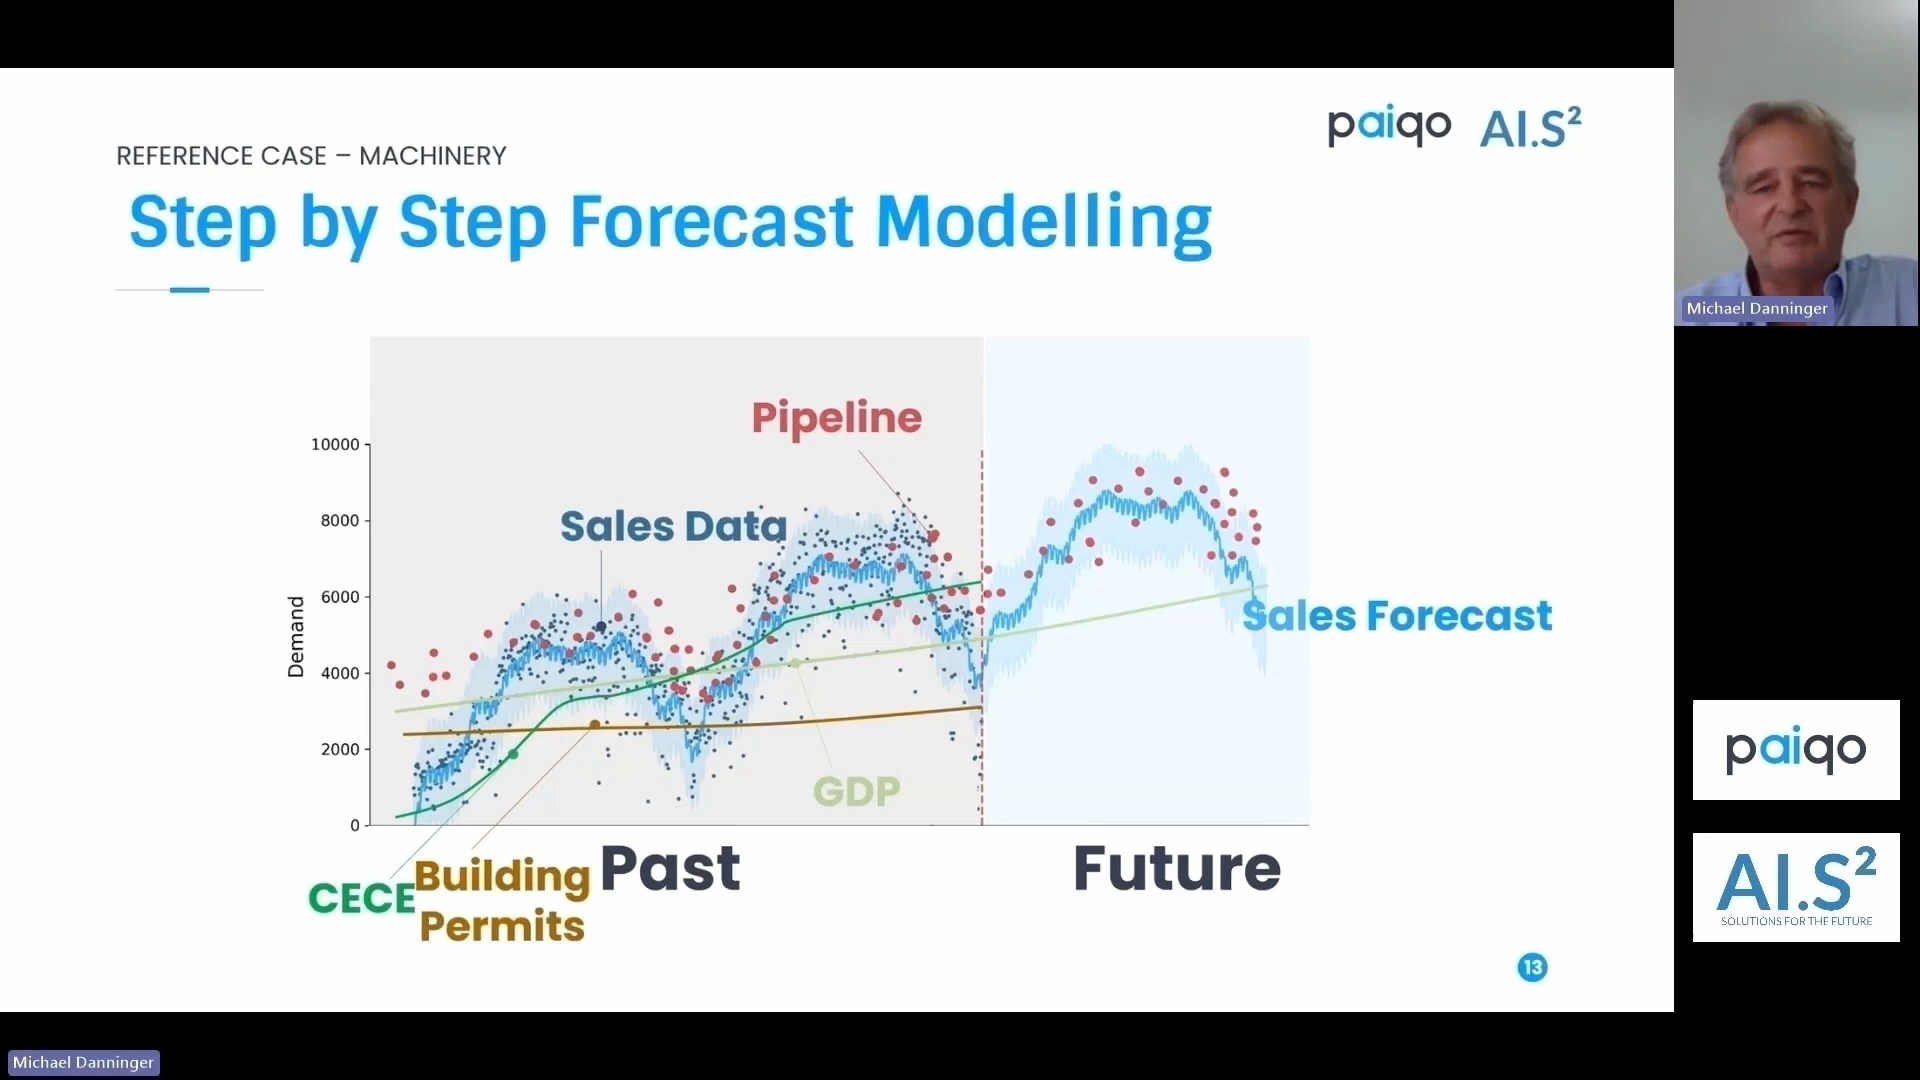 REFERENCE CASE – MACHINERY
paiqo AI.S²
Step by Step Forecast Modelling
Michael Danninger
Pipeline
10000
Sales Data
8000
6000
Sales Forecast
Demand
4000
2000
GDP
0
Building
Permits
Past
Future
CECE
paiqo
AI.S²
SOLUTIONS FOR THE FUTURE
13
Michael Danninger